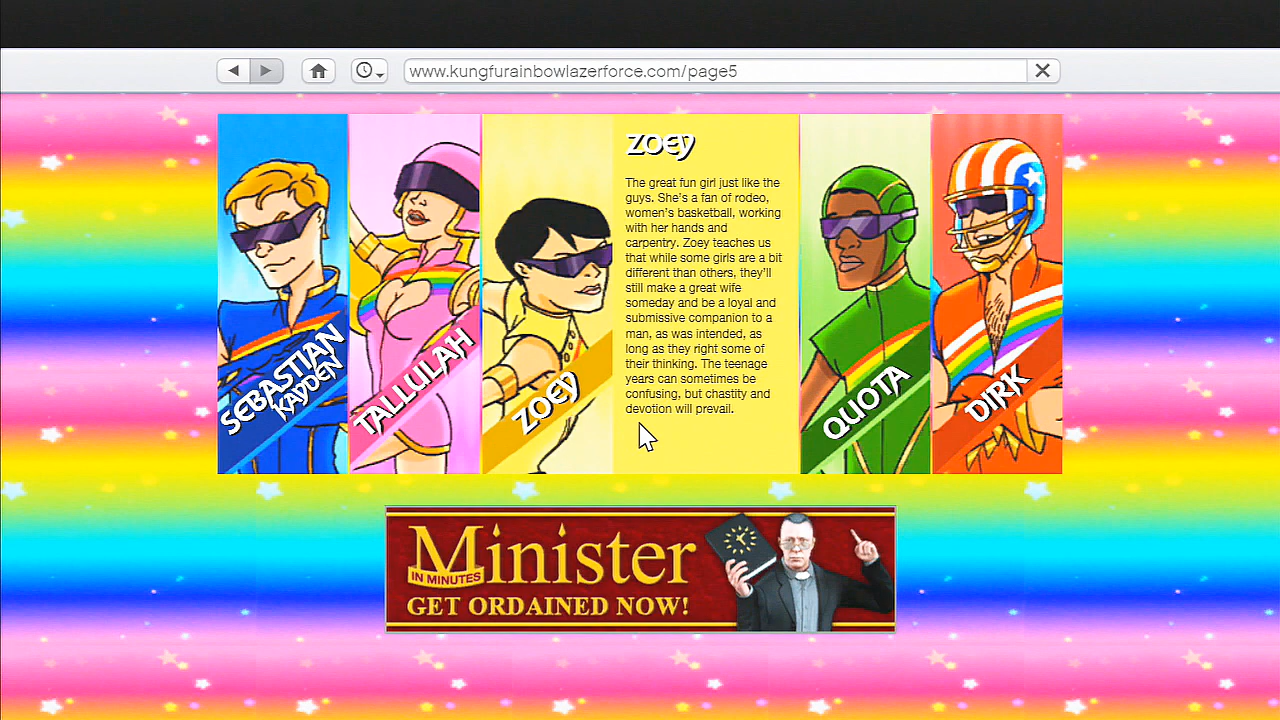 www.kungfurainbowlazerforce.com/page5
Zoey
The great fun girl just like the
guys. She's a fan of rodeo,
women's basketball, working
with her hands and
carpentry. Zoey teaches us
that while some girls are a bit
different than others, they'll
still make a great wife
someday and be a loyal and
submissive companion to a
man, as was intended, as
long as they right some of
their thinking. The teenage
years can sometimes be
confusing, but chastity and
devotion will prevail.
SEBASTIAN
KAYDEN
TALLULAH
ZOEY
QUOTA
DIRK
Minister
IN MINUTES
GET ORDAINED NOW!